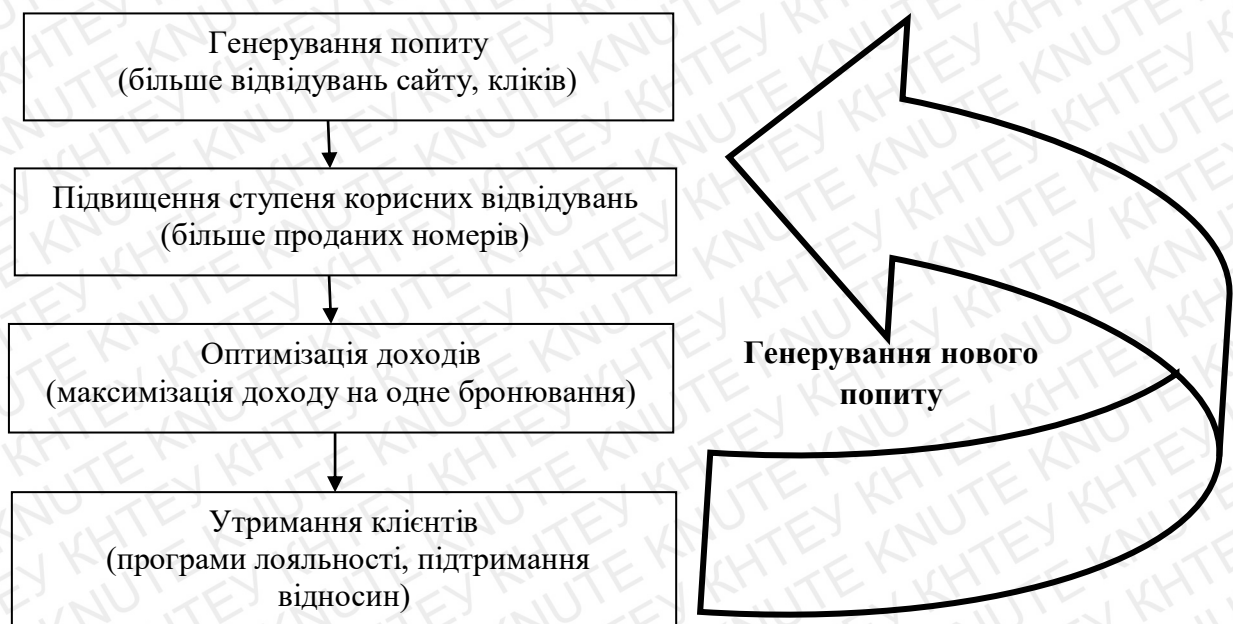 Генерування попиту
(більше відвідувань сайту, кліків)
Підвищення ступеня корисних відвідувань
(більше проданих номерів)
Оптимізація доходів
(максимізація доходу на одне бронювання)
Утримання клієнтів
(програми лояльності, підтримання
відносин)
Генерування нового
попиту